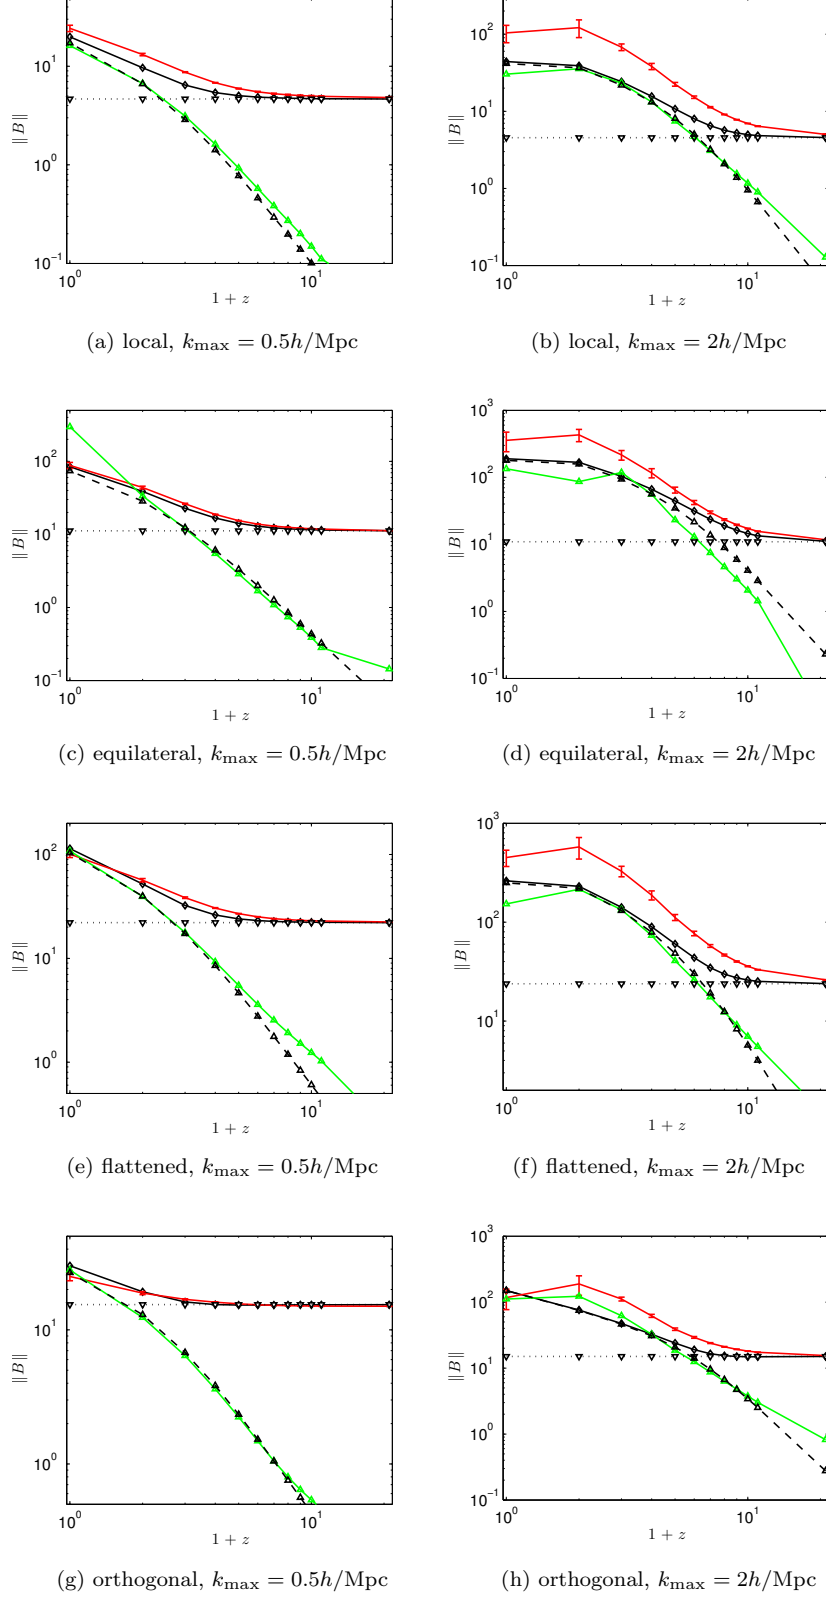 10^1
10^0
10^−1
∥B∥
10^0
10^1
1 + z
(a) local, k_max = 0.5h/Mpc
10^2
10^1
10^0
10^−1
∥B∥
10^0
10^1
1 + z
(b) local, k_max = 2h/Mpc
10^2
10^1
10^0
10^−1
∥B∥
10^0
10^1
1 + z
(c) equilateral, k_max = 0.5h/Mpc
10^3
10^2
10^1
10^0
10^−1
∥B∥
10^0
10^1
1 + z
(d) equilateral, k_max = 2h/Mpc
10^2
10^1
10^0
∥B∥
10^0
10^1
1 + z
(e) flattened, k_max = 0.5h/Mpc
10^3
10^2
10^1
∥B∥
10^0
10^1
1 + z
(f) flattened, k_max = 2h/Mpc
10^1
10^0
∥B∥
10^0
10^1
1 + z
(g) orthogonal, k_max = 0.5h/Mpc
10^3
10^2
10^1
10^0
10^−1
∥B∥
10^0
10^1
1 + z
(h) orthogonal, k_max = 2h/Mpc